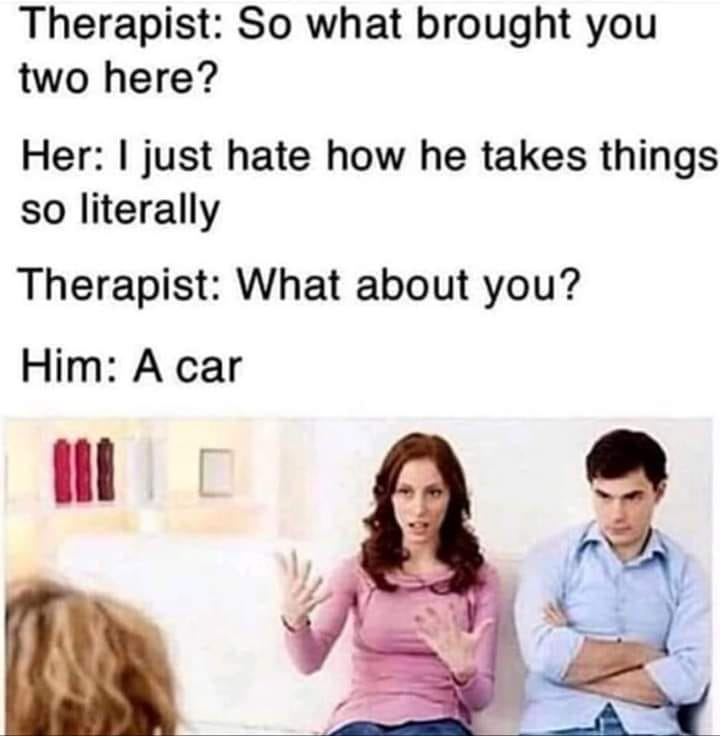 Therapist: So what brought you
two here?
Her: I just hate how he takes things
so literally
Therapist: What about you?
Him: A car